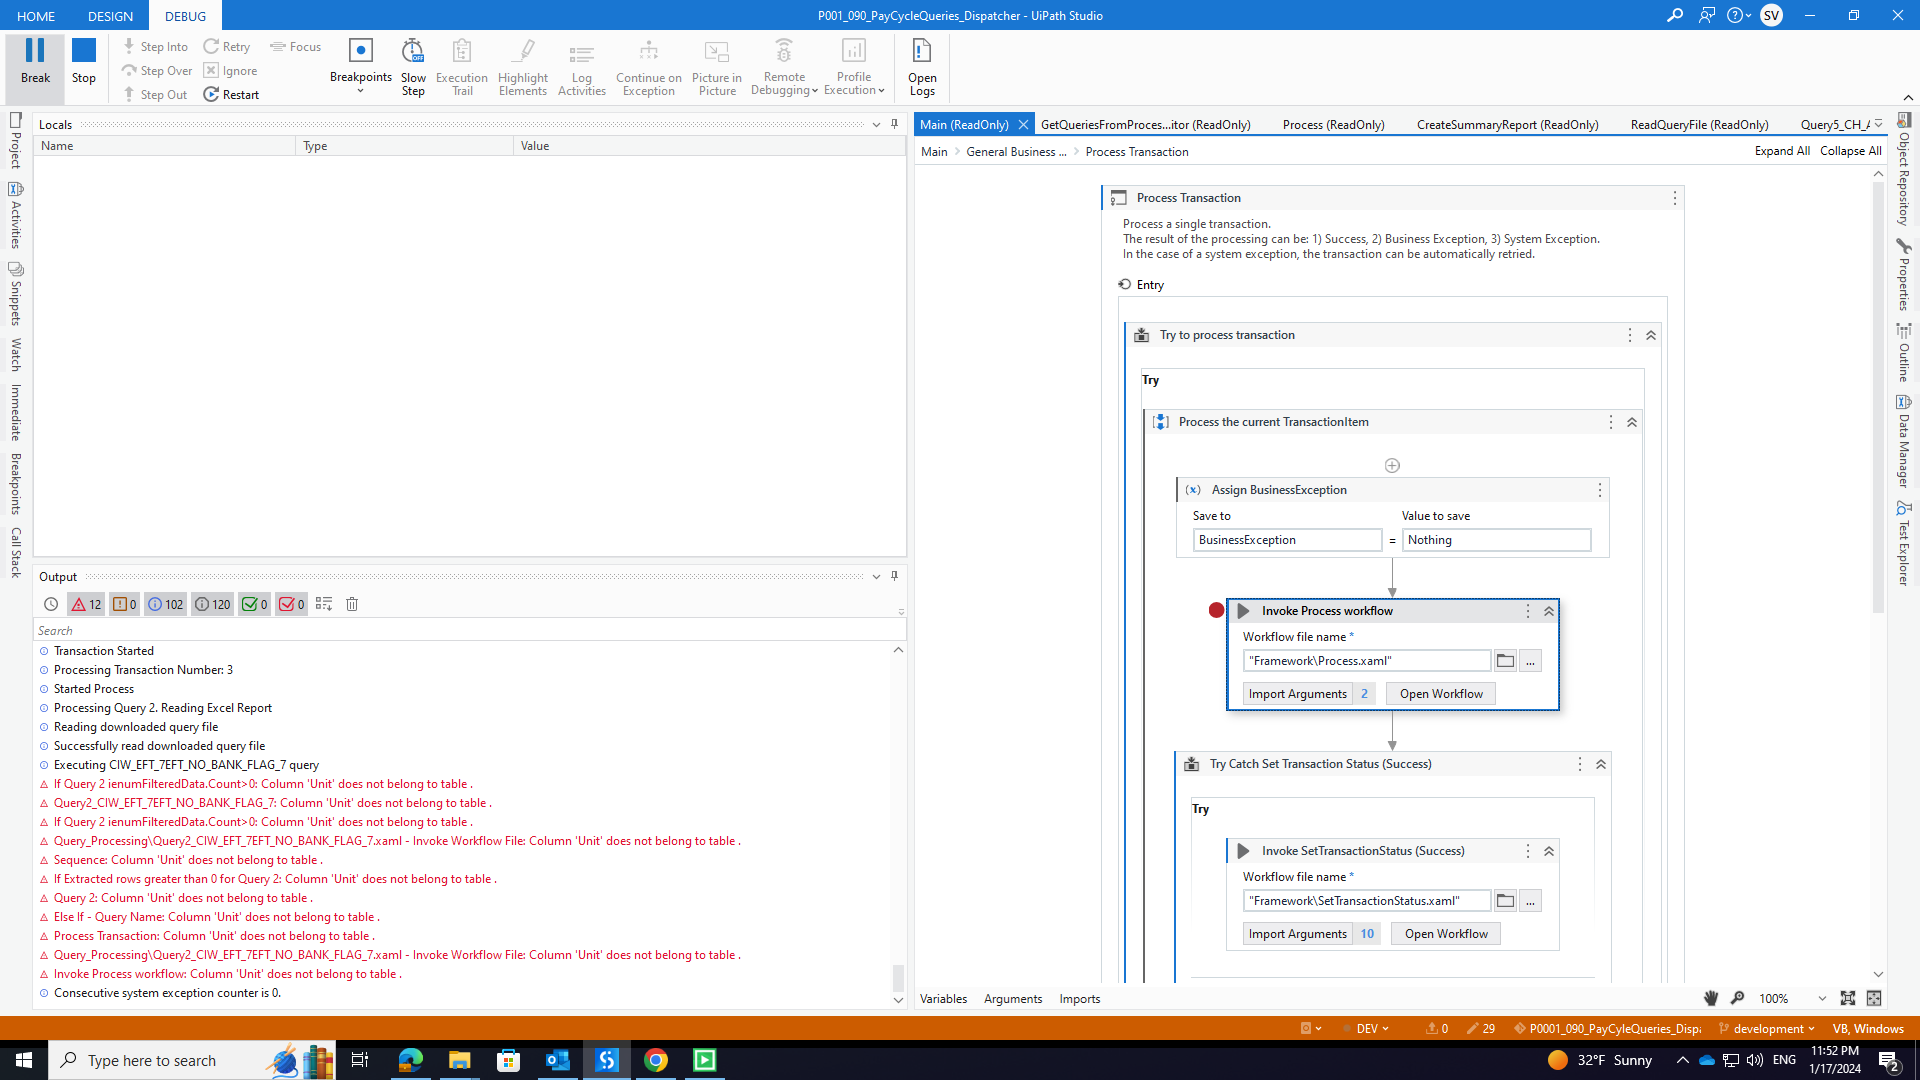 HOME DESIGN DEBUG
P001_090_PayCycleQueries_Dispatcher - UiPath Studio
SV
Break
Stop
Step Into
Step Over
Step Out
Retry
Ignore
Restart
Focus
Breakpoints
Slow Step
Execution Trail
Highlight Elements
Log Activities
Continue on Exception
Picture in Picture
Remote Debugging
Profile Execution
Open Logs
Project
Activities
Snippets
Watch
Immediate
Breakpoints
Call Stack
Locals
Name Type Value
Output
12 0 102 120 0 0
Search
Transaction Started
Processing Transaction Number: 3
Started Process
Processing Query 2. Reading Excel Report
Reading downloaded query file
Successfully read downloaded query file
Executing CIW_EFT_7EFT_NO_BANK_FLAG_7 query
If Query 2 ienumFilteredData.Count>0: Column 'Unit' does not belong to table .
Query2_CIW_EFT_7EFT_NO_BANK_FLAG_7: Column 'Unit' does not belong to table .
If Query 2 ienumFilteredData.Count>0: Column 'Unit' does not belong to table .
Query_Processing\Query2_CIW_EFT_7EFT_NO_BANK_FLAG_7.xaml - Invoke Workflow File: Column 'Unit' does not belong to table .
Sequence: Column 'Unit' does not belong to table .
If Extracted rows greater than 0 for Query 2: Column 'Unit' does not belong to table .
Query 2: Column 'Unit' does not belong to table .
Else If - Query Name: Column 'Unit' does not belong to table .
Process Transaction: Column 'Unit' does not belong to table .
Query_Processing\Query2_CIW_EFT_7EFT_NO_BANK_FLAG_7.xaml - Invoke Workflow File: Column 'Unit' does not belong to table .
Invoke Process workflow: Column 'Unit' does not belong to table .
Consecutive system exception counter is 0.
Main (ReadOnly) GetQueriesFromProces...itor (ReadOnly) Process (ReadOnly) CreateSummaryReport (ReadOnly) ReadQueryFile (ReadOnly) Query5_CH_A
Main General Business ... Process Transaction
Expand All Collapse All
Process Transaction
Process a single transaction.
The result of the processing can be: 1) Success, 2) Business Exception, 3) System Exception.
In the case of a system exception, the transaction can be automatically retried.
Entry
Try to process transaction
Try
Process the current TransactionItem
(x) Assign BusinessException
Save to Value to save
BusinessException = Nothing
Invoke Process workflow
Workflow file name *
"Framework\Process.xaml" ...
Import Arguments 2 Open Workflow
Try Catch Set Transaction Status (Success)
Try
Invoke SetTransactionStatus (Success)
Workflow file name *
"Framework\SetTransactionStatus.xaml" ...
Import Arguments 10 Open Workflow
Variables Arguments Imports
100%
Object Repository
Properties
Outline
Data Manager
Test Explorer
DEV 0 29 P0001_090_PayCyleQueries_Dispa development VB, Windows
Type here to search
32°F Sunny
ENG
11:52 PM
1/17/2024
2